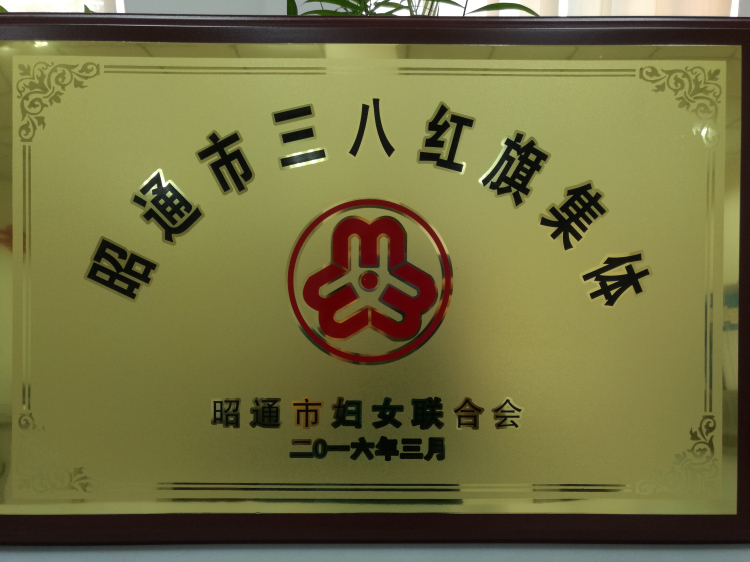 昭通市三八红旗集体
昭通市妇女联合会
二0一六年三月